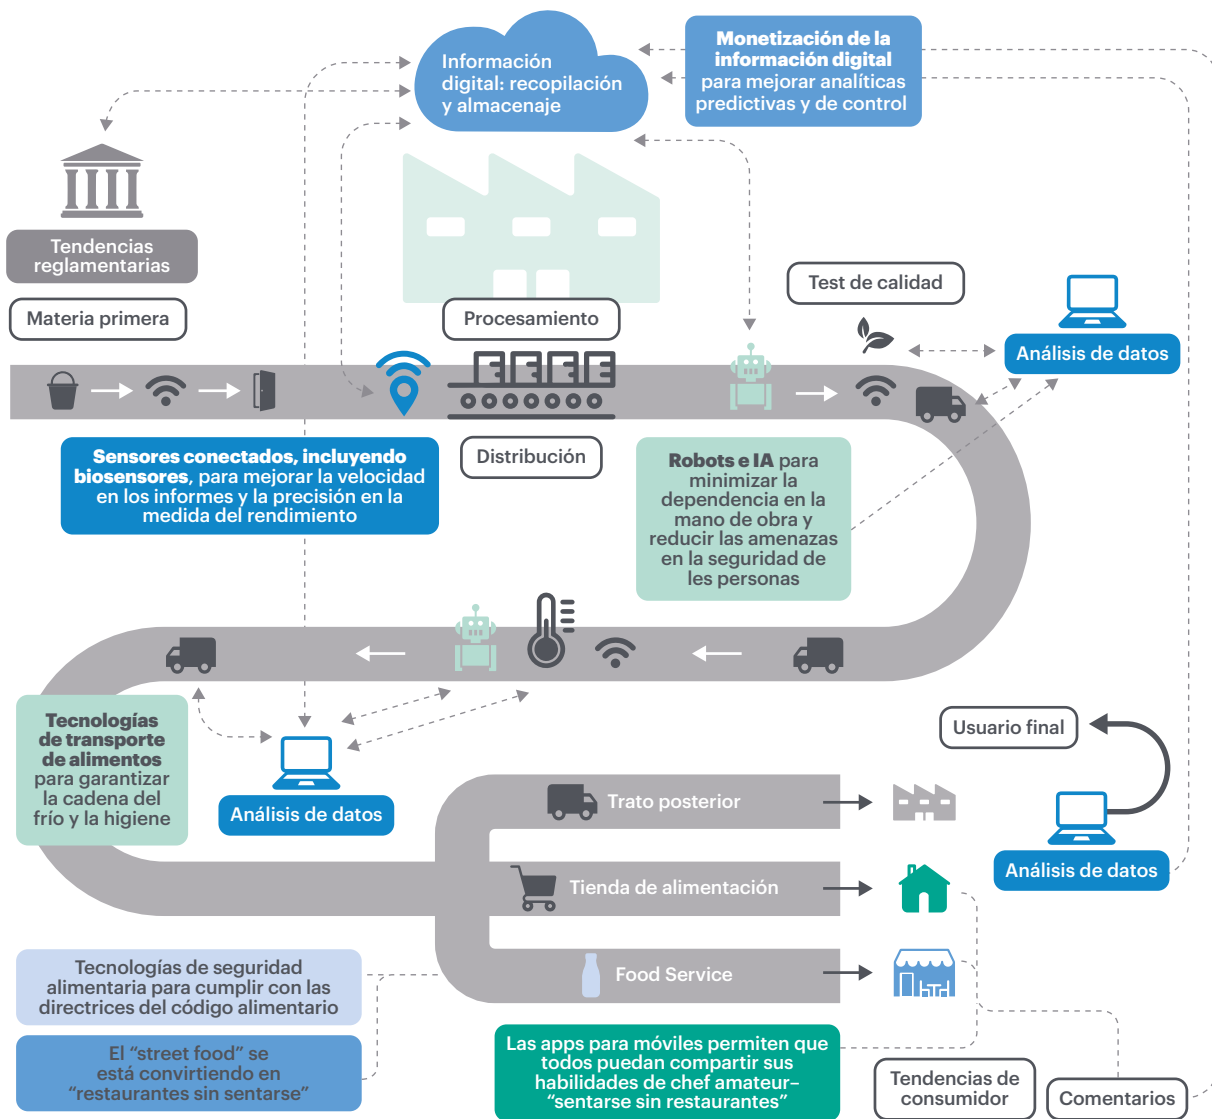 Información
digital: recopilación
y almacenaje
Monetización de la
información digital
para mejorar analíticas
predictivas y de control
Tendencias
reglamentarias
Materia primera
Procesamiento
Test de calidad
Análisis de datos
Sensores conectados, incluyendo
biosensores, para mejorar la velocidad
en los informes y la precisión en la
medida del rendimiento
Distribución
Robots e IA para
minimizar la
dependencia en la
mano de obra y
reducir las amenazas
en la seguridad de
les personas
Tecnologías
de transporte
de alimentos
para garantizar
la cadena del
frío y la higiene
Análisis de datos
Usuario final
Trato posterior
Análisis de datos
Tienda de alimentación
Food Service
Tecnologías de seguridad
alimentaria para cumplir con las
directrices del código alimentario
El “street food” se
está convirtiendo en
“restaurantes sin sentarse”
Las apps para móviles permiten que
todos puedan compartir sus
habilidades de chef amateur–
“sentarse sin restaurantes”
Tendencias de
consumidor
Comentarios